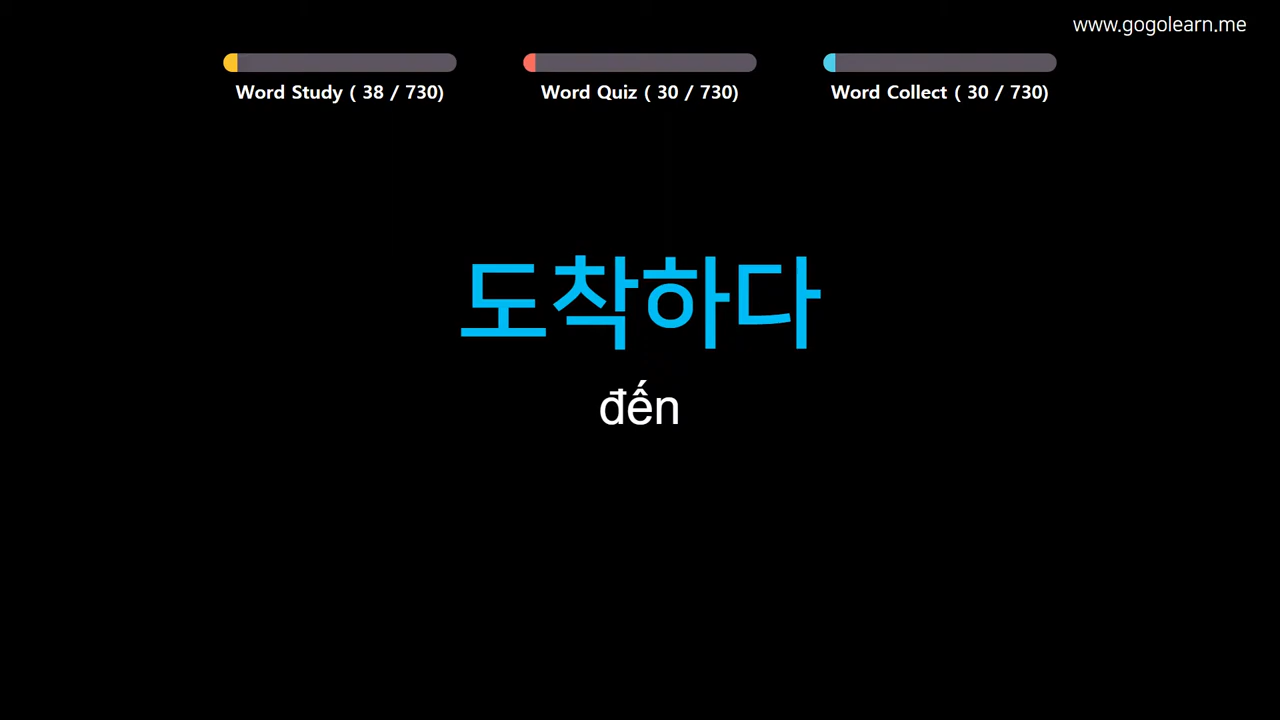 www.gogolearn.me
Word Study ( 38 / 730)
Word Quiz ( 30 / 730)
Word Collect ( 30 / 730)
도착하다
đến